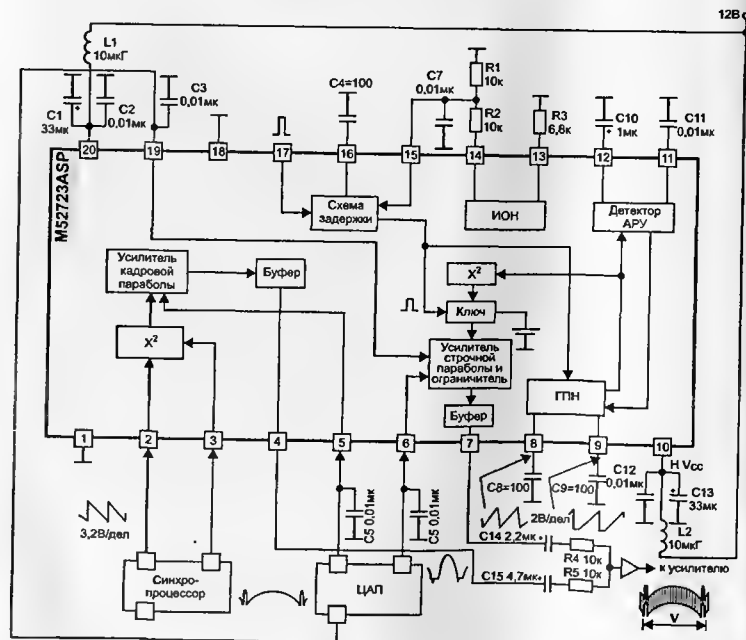 12В
L1
10мкГ
C1
33мк
C2
0,01мк
C3
0,01мк
C4=100
C7
0,01мк
R1
10к
R2
10к
R3
6,8к
C10
1мк
C11
0,01мк
20
19
18
17
16
15
14
13
12
11
M52723ASP
Схема
задержки
ИОН
Детектор
АРУ
Усилитель
кадровой
параболы
Буфер
X²
Ключ
X²
Усилитель
строчной
параболы и
ограничитель
ГПН
Буфер
1
2
3
4
5
6
7
8
9
10
3,2В/дел
C5 0,01мк
C5 0,01мк
C8=100
C9=100
C12
0,01мк
H Vcc
C13
33мк
2В/дел
L2
10мкГ
C14 2,2мк
R4 10к
C15 4,7мк
R5 10к
к усилителю
Синхро-
процессор
ЦАП
V